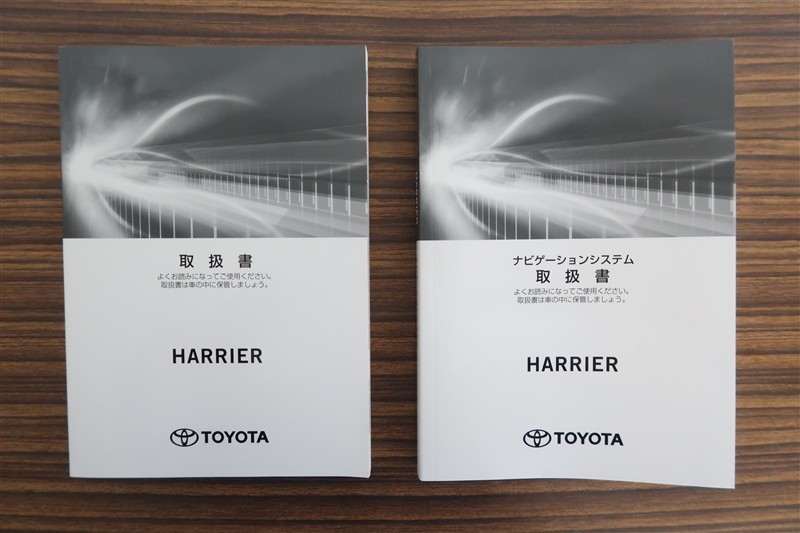 取扱書
よくお読みになってご使用ください。
取扱書は車の中に保管しましょう。
HARRIER
TOYOTA
ナビゲーションシステム
取扱書
よくお読みになってご使用ください。
取扱書は車の中に保管しましょう。
HARRIER
TOYOTA